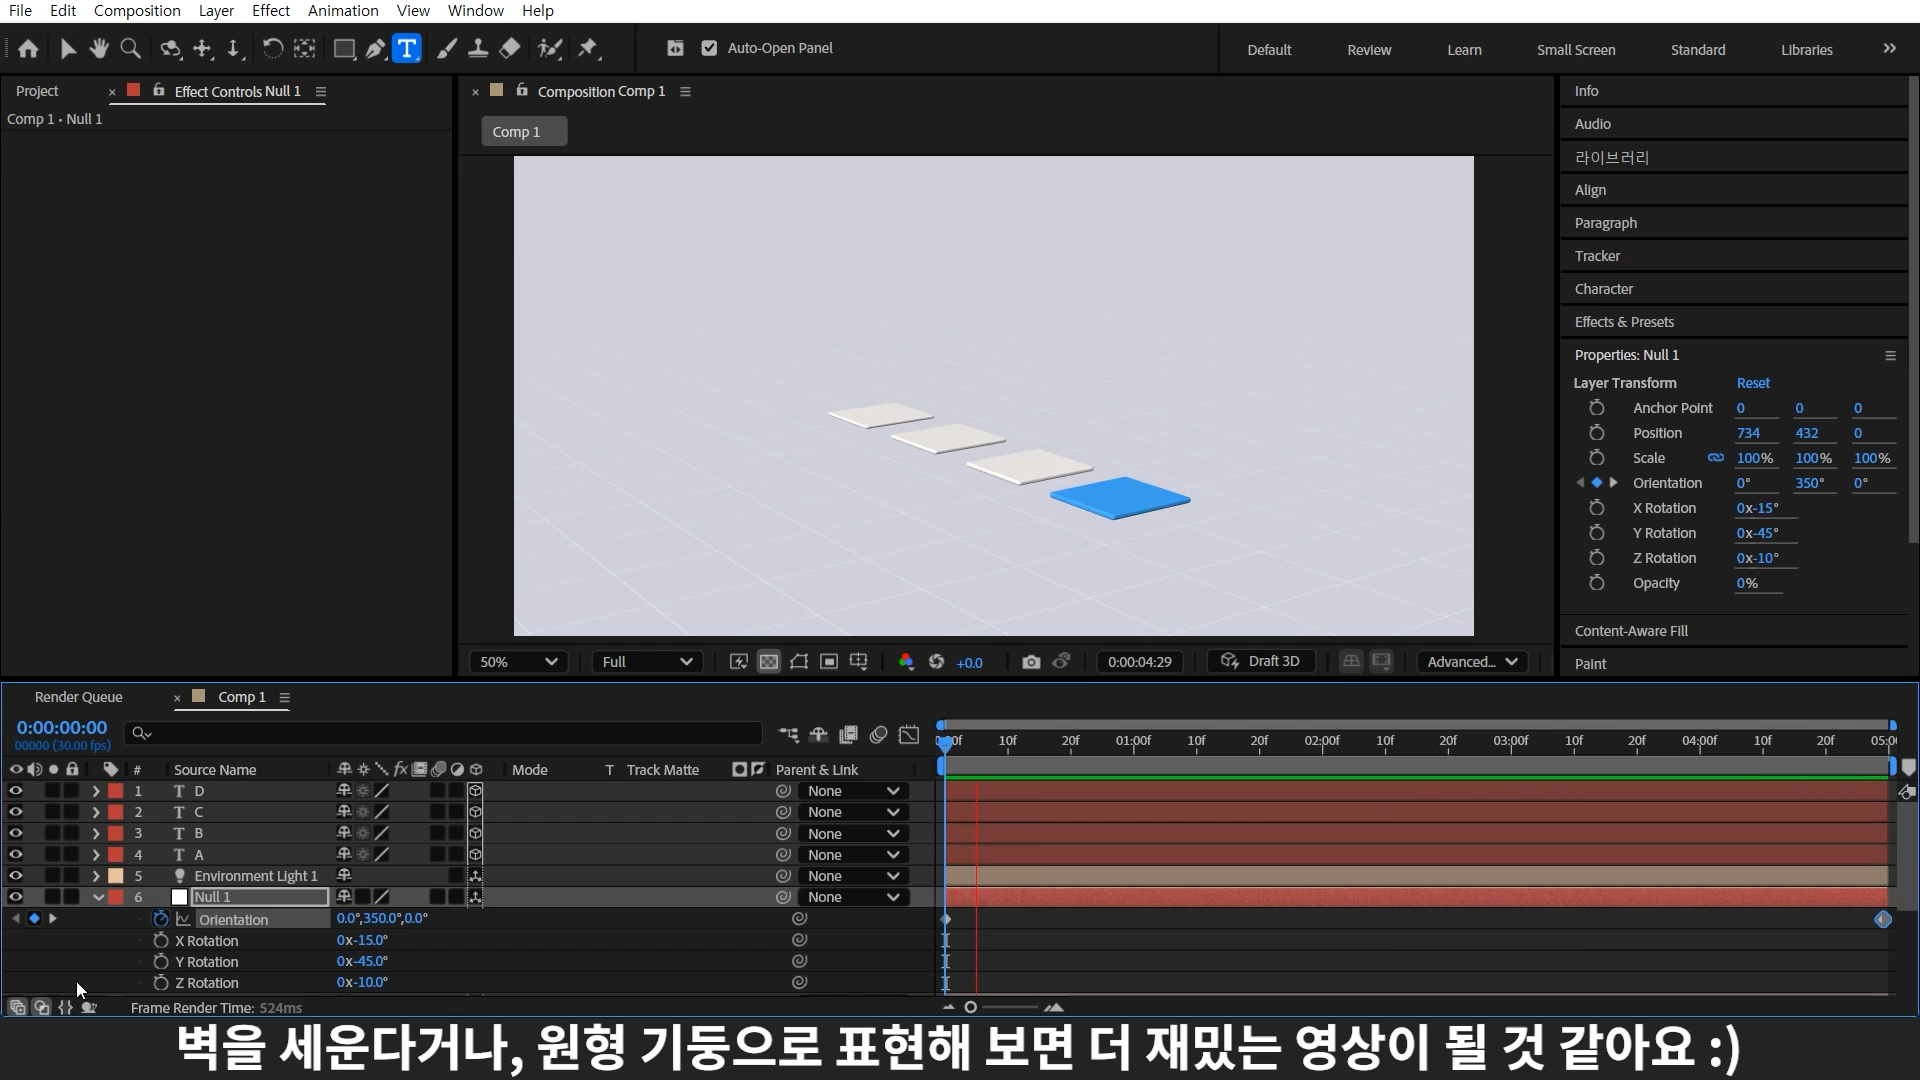 File Edit Composition Layer Effect Animation View Window Help
Auto-Open Panel Default Review Learn Small Screen Standard Libraries
Project Effect Controls Null 1 Composition Comp 1 Info
Comp 1 • Null 1
Comp 1
Audio
라이브러리
Align
Paragraph
Tracker
Character
Effects & Presets
Properties: Null 1
Layer Transform Reset
Anchor Point 0 0 0
Position 734 432 0
Scale 100% 100% 100%
Orientation 0° 350° 0°
X Rotation 0x-15°
Y Rotation 0x-45°
Z Rotation 0x-10°
Opacity 0%
Content-Aware Fill
Paint
50% Full +0.0 0:00:04:29 Draft 3D Advanced...
Render Queue Comp 1
0:00:00:00
00000 (30.00 fps)
10f 20f 01:00f 10f 20f 02:00f 10f 20f 03:00f 10f 20f 04:00f 10f 20f 05:0
# Source Name fx Mode T Track Matte Parent & Link
1 T D None
2 T C None
3 T B None
4 T A None
5 Environment Light 1 None
6 Null 1 None
Orientation 0.0°,350.0°,0.0°
X Rotation 0x-15.0°
Y Rotation 0x-45.0°
Z Rotation 0x-10.0°
Frame Render Time: 524ms
벽을 세운다거나, 원형 기둥으로 표현해 보면 더 재밌는 영상이 될 것 같아요 :)